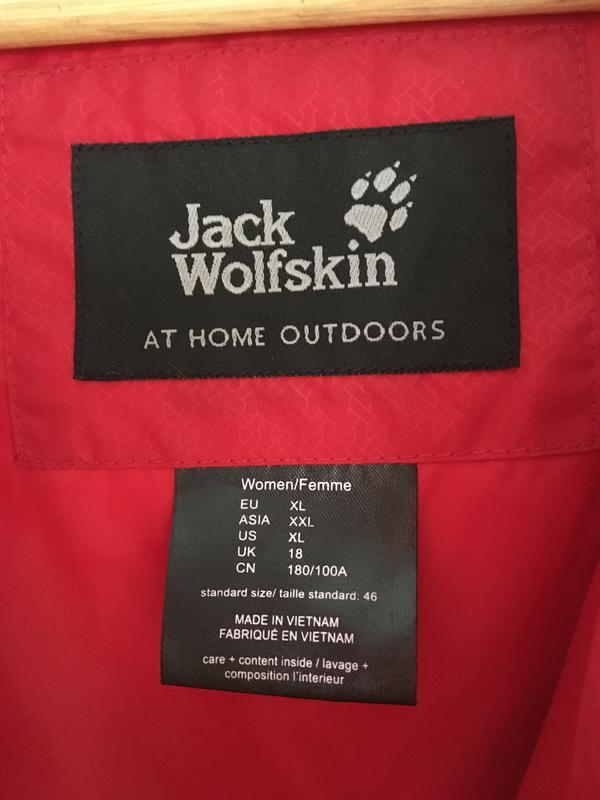 Jack
Wolfskin
AT HOME OUTDOORS
Women/Femme
EU XL
ASIA XXL
US XL
UK 18
CN 180/100A
standard size/ taille standard: 46
MADE IN VIETNAM
FABRIQUÉ EN VIETNAM
care + content inside / lavage +
composition l'interieur